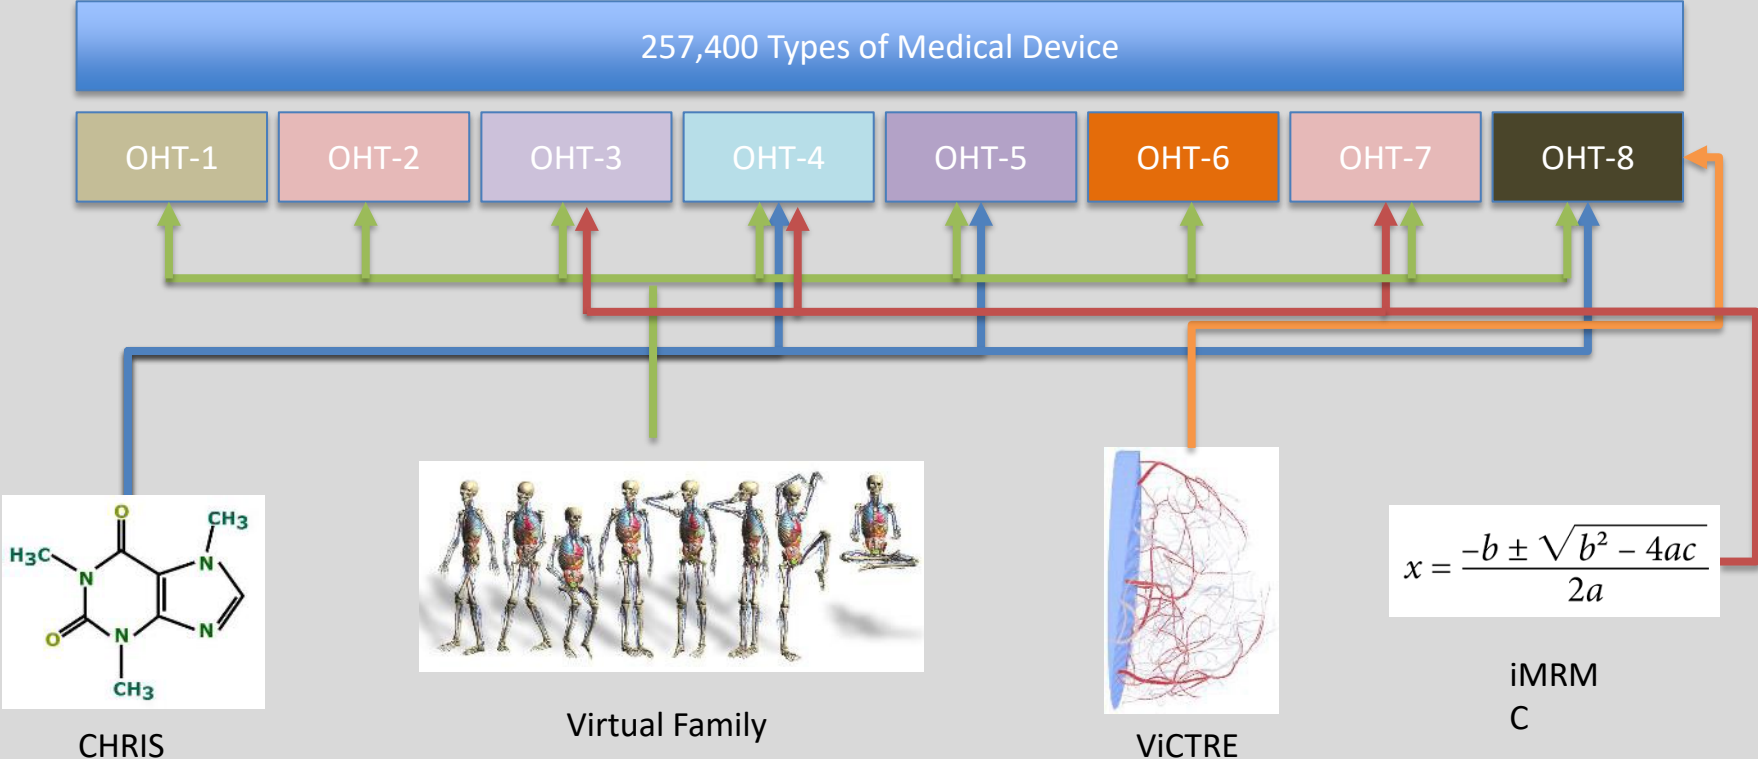 257,400 Types of Medical Device
OHT-1 OHT-2 OHT-3 OHT-4 OHT-5 OHT-6 OHT-7 OHT-8
O
CH3
H3C
N
N
O
N
N
CH3
CHRIS
Virtual Family
ViCTRE
x = −b ± √b² − 4ac / 2a
iMRM
C